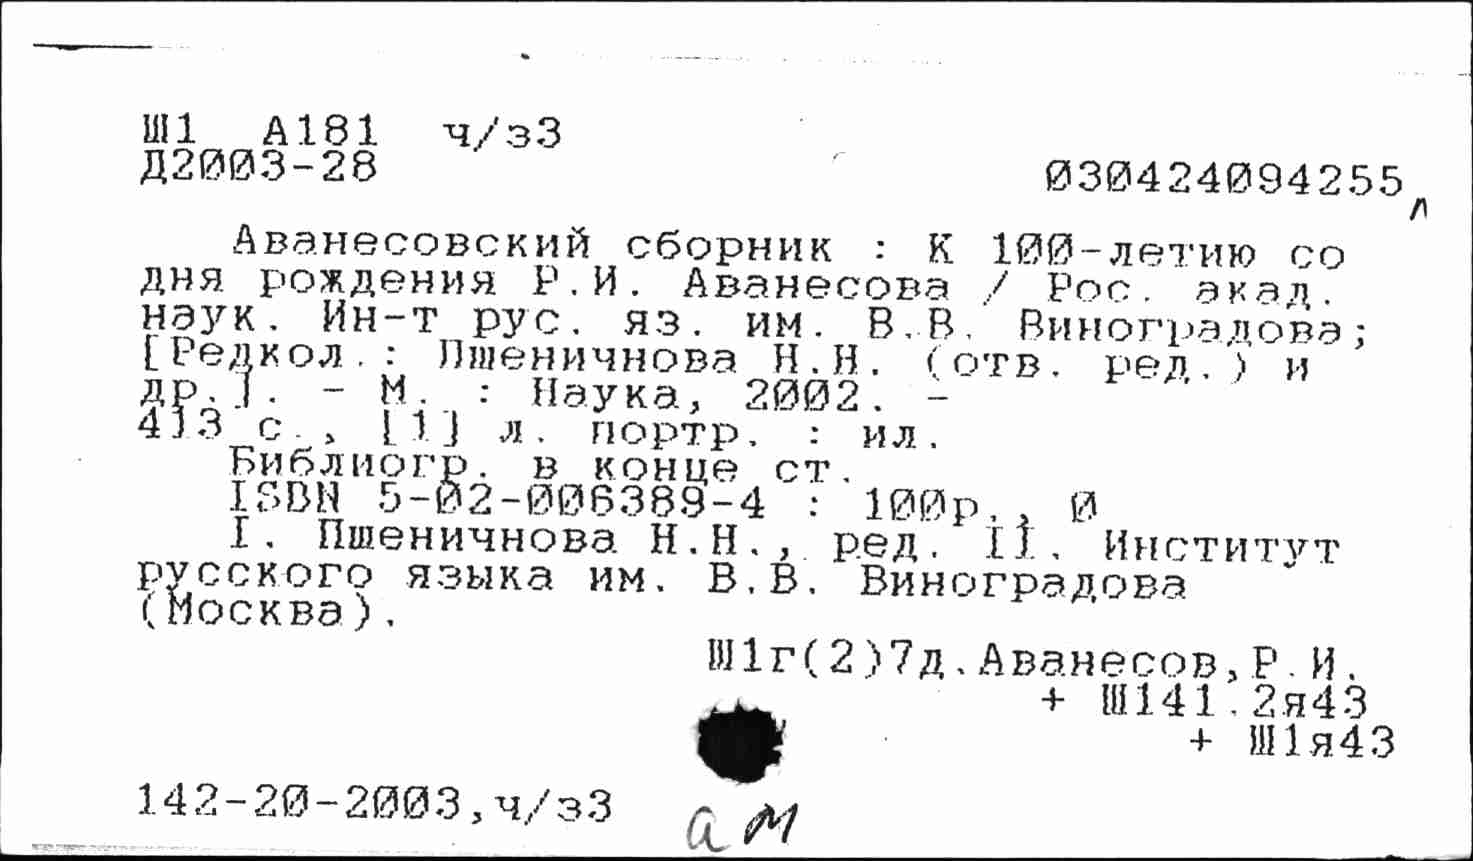 Ш1  А181  ч/з3
Д2003-28
030424094255
л
Аванесовский сборник : К 100-летию со
дня рождения Р.И. Аванесова / Рос. акад.
наук. Ин-т рус. яз. им. В.В. Виноградова;
[Редкол.: Пшеничнова Н.Н. (отв. ред.) и
др.]. - М. : Наука, 2002. -
413 с., [1] л. портр. : ил.
Библиогр. в конце ст.
ISBN 5-02-006389-4 : 100р., 0
I. Пшеничнова Н.Н., ред. II. Институт
русского языка им. В.В. Виноградова
(Москва).
Ш1г(2)7д.Аванесов,Р.И.
+ Ш141.2я43
+ Ш1я43
142-20-2003,ч/з3
а м